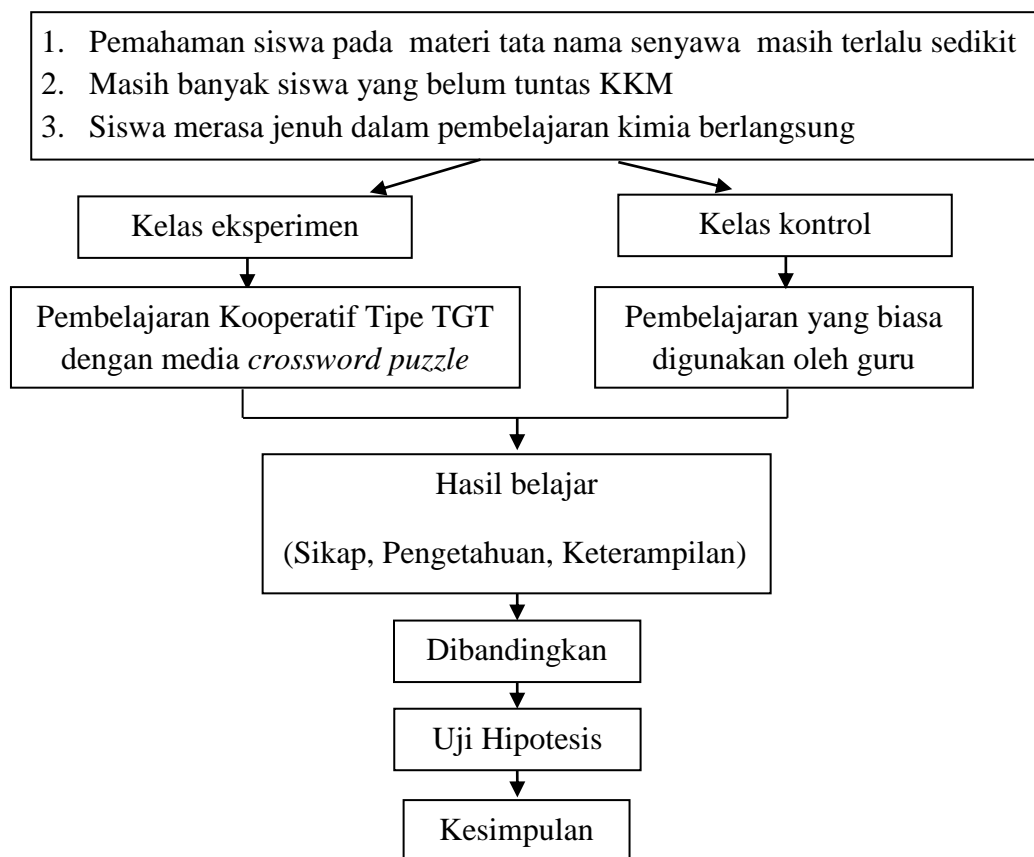 1. Pemahaman siswa pada materi tata nama senyawa masih terlalu sedikit
2. Masih banyak siswa yang belum tuntas KKM
3. Siswa merasa jenuh dalam pembelajaran kimia berlangsung
Kelas eksperimen
Kelas kontrol
Pembelajaran Kooperatif Tipe TGT
dengan media crossword puzzle
Pembelajaran yang biasa
digunakan oleh guru
Hasil belajar
(Sikap, Pengetahuan, Keterampilan)
Dibandingkan
Uji Hipotesis
Kesimpulan